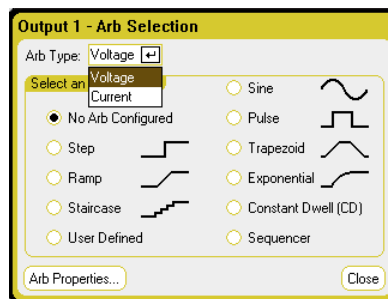 Output 1 - Arb Selection
Arb Type: Voltage
Voltage
Current
Select an
No Arb Configured
Step
Ramp
Staircase
User Defined
Sine
Pulse
Trapezoid
Exponential
Constant Dwell (CD)
Sequencer
Arb Properties...
Close